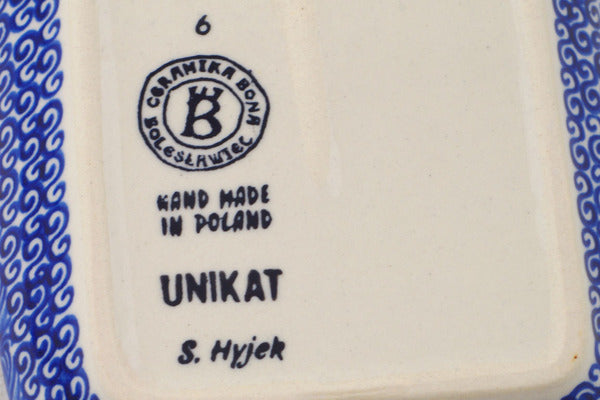 6
CERAMIKA BONA
B
BOLESŁAWIEC
HAND MADE
IN POLAND
UNIKAT
S. Hyjek